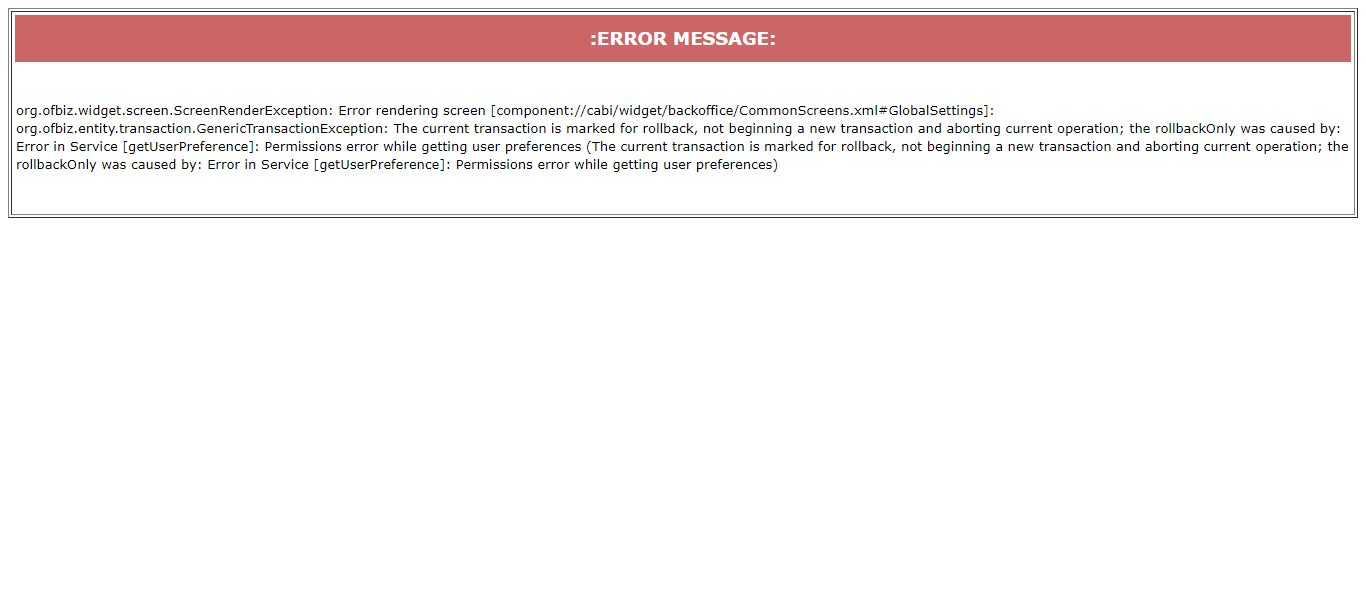 :ERROR MESSAGE:
org.ofbiz.widget.screen.ScreenRenderException: Error rendering screen [component://cabi/widget/backoffice/CommonScreens.xml#GlobalSettings]:
org.ofbiz.entity.transaction.GenericTransactionException: The current transaction is marked for rollback, not beginning a new transaction and aborting current operation; the rollbackOnly was caused by:
Error in Service [getUserPreference]: Permissions error while getting user preferences (The current transaction is marked for rollback, not beginning a new transaction and aborting current operation; the
rollbackOnly was caused by: Error in Service [getUserPreference]: Permissions error while getting user preferences)